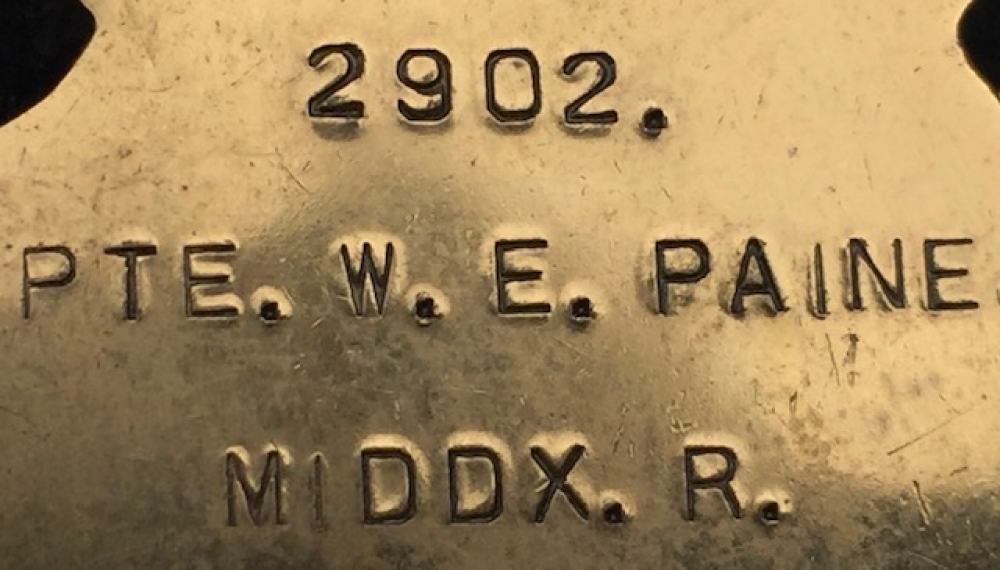 2902.
PTE. W. E. PAINE
MIDDX. R.